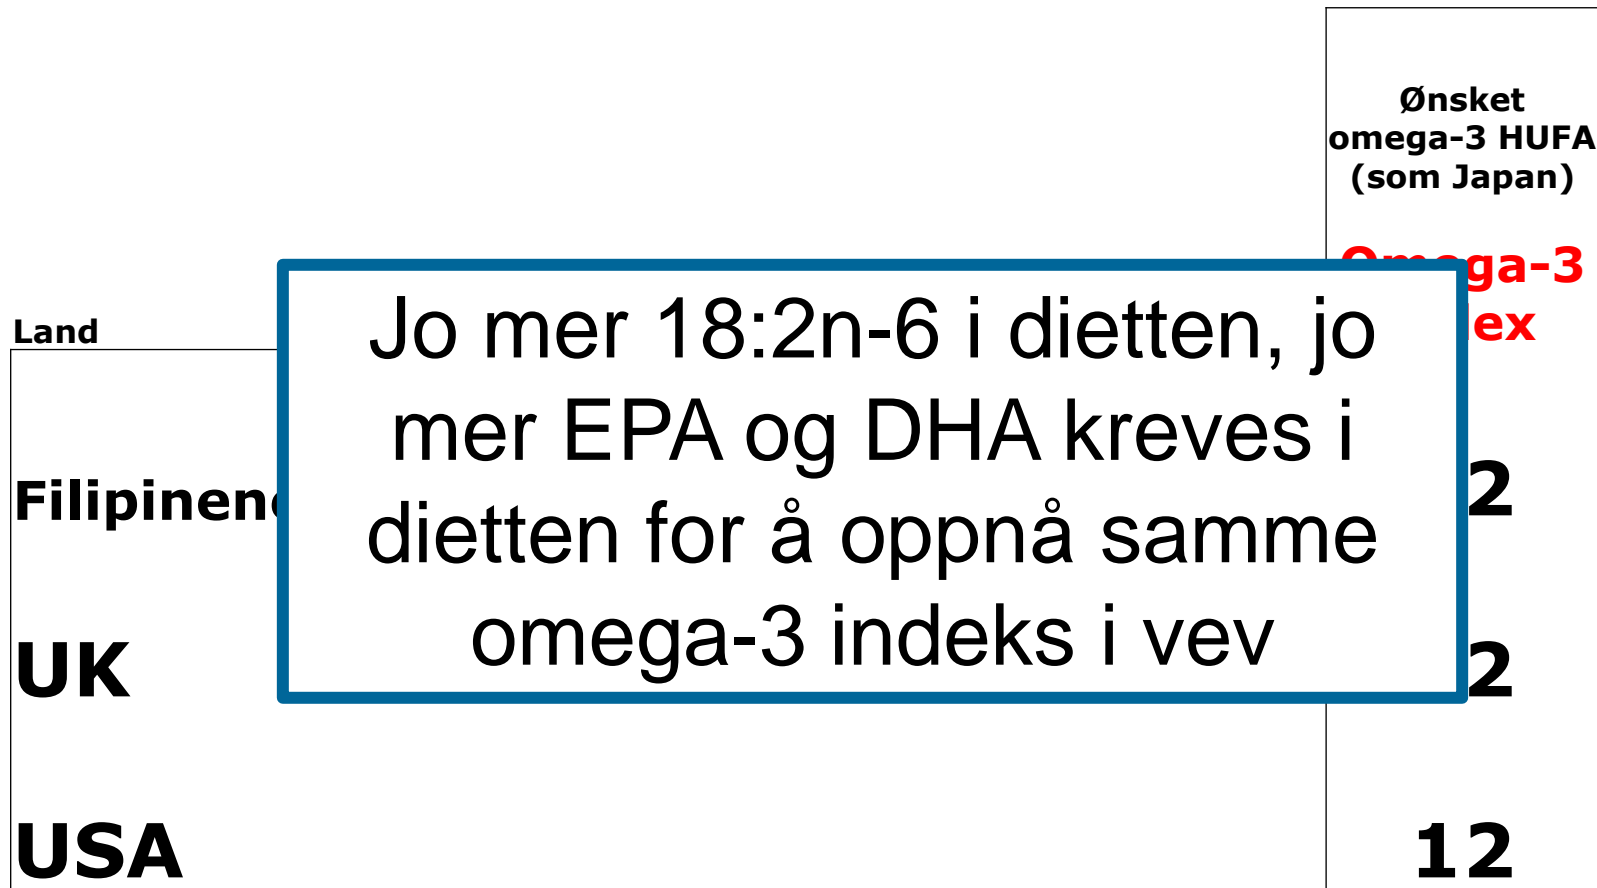 Ønsket
omega-3 HUFA
(som Japan)
Land
Jo mer 18:2n-6 i dietten, jo
mer EPA og DHA kreves i
dietten for å oppnå samme
omega-3 indeks i vev
UK
USA
12